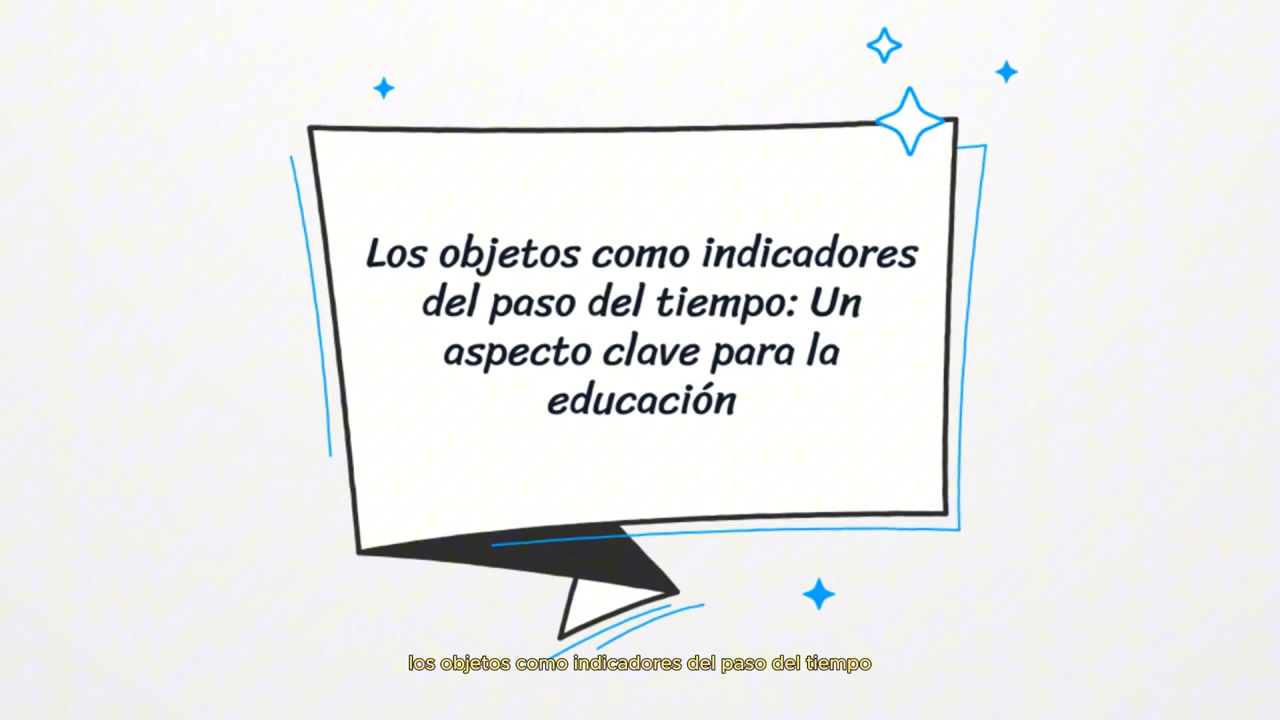 Los objetos como indicadores
del paso del tiempo: Un
aspecto clave para la
educación
los objetos como indicadores del paso del tiempo